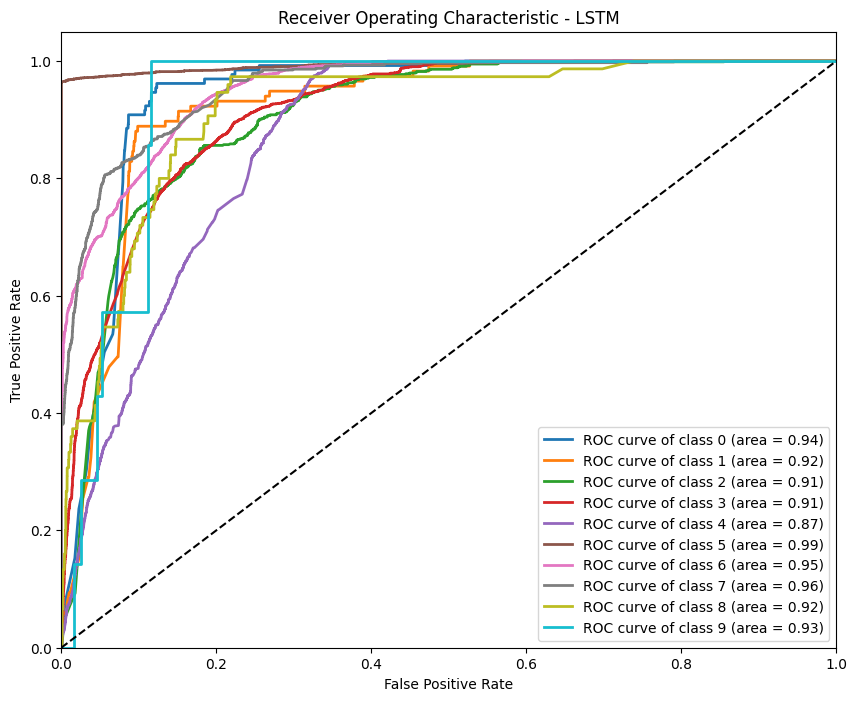 Receiver Operating Characteristic - LSTM
1.0
0.8
0.6
0.4
0.2
0.0
True Positive Rate
ROC curve of class 0 (area = 0.94)
ROC curve of class 1 (area = 0.92)
ROC curve of class 2 (area = 0.91)
ROC curve of class 3 (area = 0.91)
ROC curve of class 4 (area = 0.87)
ROC curve of class 5 (area = 0.99)
ROC curve of class 6 (area = 0.95)
ROC curve of class 7 (area = 0.96)
ROC curve of class 8 (area = 0.92)
ROC curve of class 9 (area = 0.93)
0.0 0.2 0.4 0.6 0.8 1.0
False Positive Rate